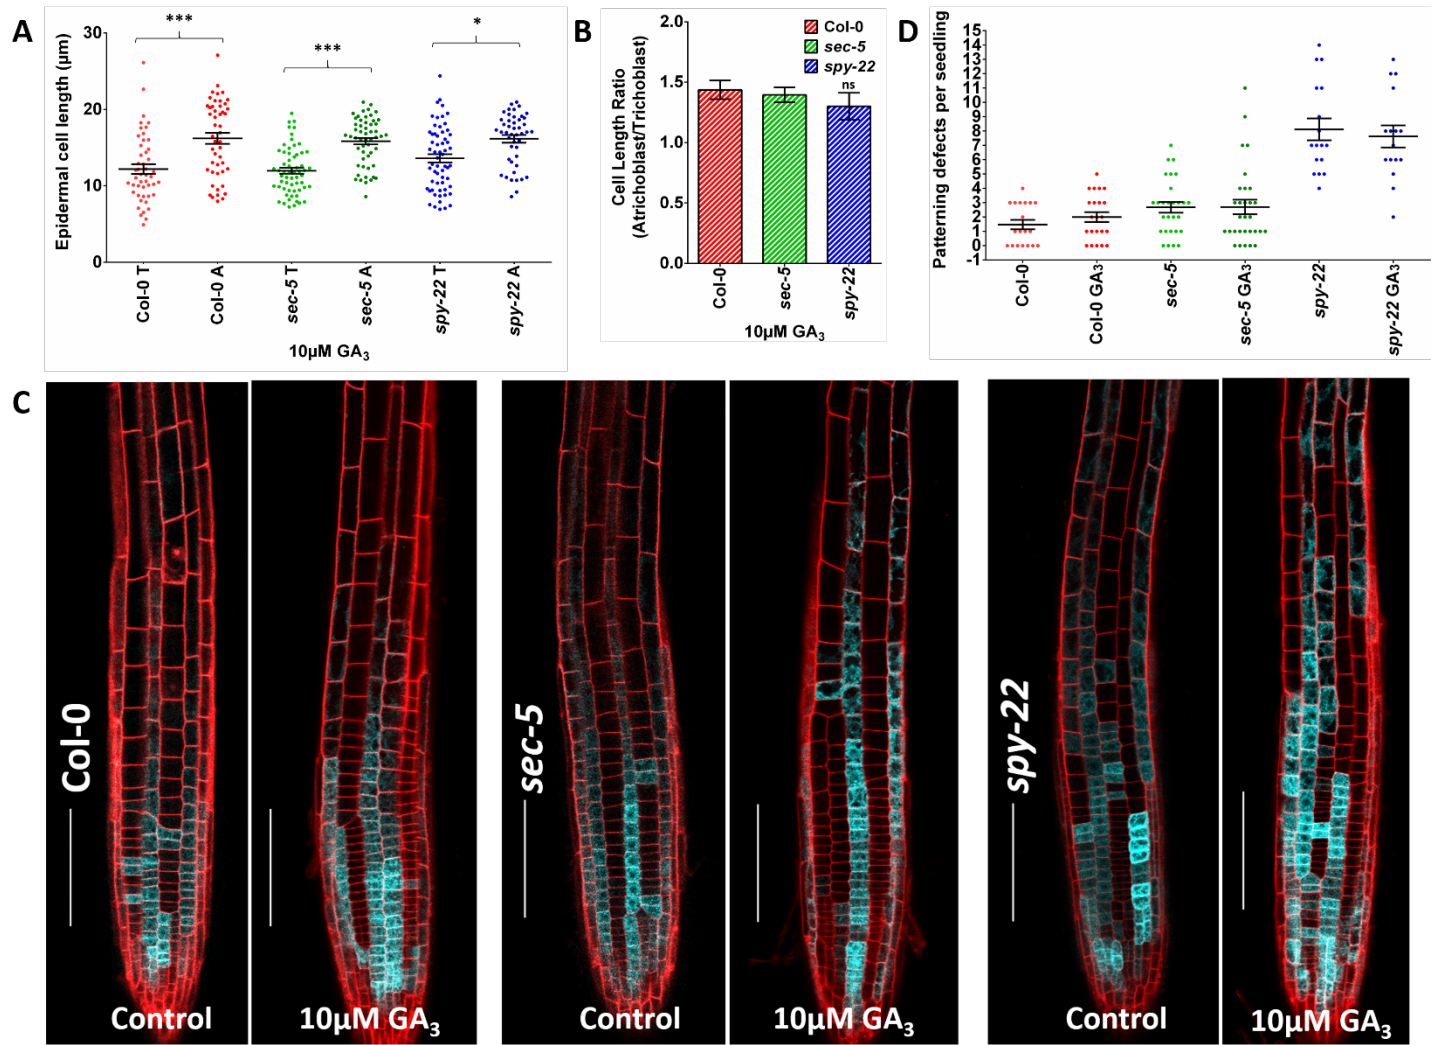 A
Epidermal cell length (µm)
30
20
10
0
***
***
*
Col-0 T
Col-0 A
sec-5 T
sec-5 A
spy-22 T
spy-22 A
10µM GA3
B
Cell Length Ratio
(Atrichoblast/Trichoblast)
2.0
1.5
1.0
0.5
0.0
Col-0
sec-5
spy-22
ns
Col-0
sec-5
spy-22
10µM GA3
D
Patterning defects per seedling
15
14
13
12
11
10
9
8
7
6
5
4
3
2
1
0
-1
Col-0
Col-0 GA3
sec-5
sec-5 GA3
spy-22
spy-22 GA3
C
Col-0
Control
10µM GA3
sec-5
Control
10µM GA3
spy-22
Control
10µM GA3